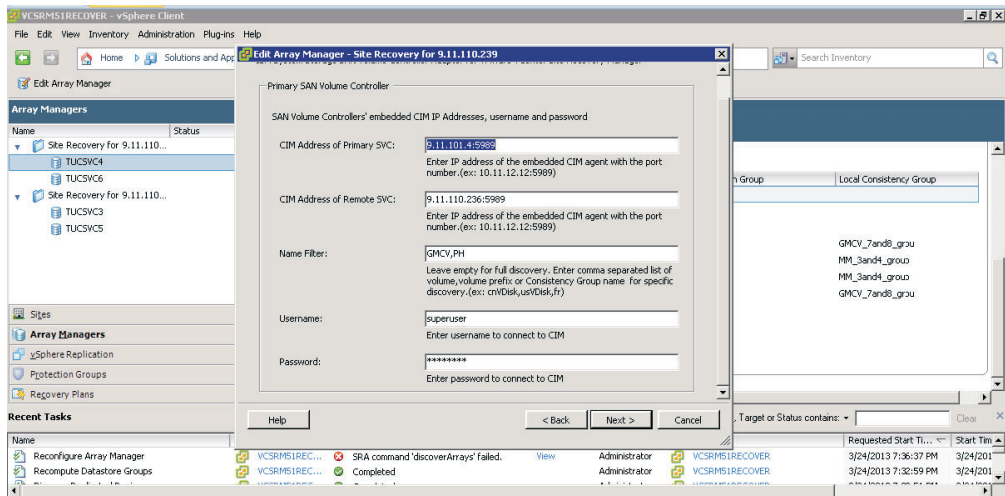 VCSRM51RECOVER - vSphere Client
File Edit View Inventory Administration Plug-ins Help
Home Solutions and App
Search Inventory
Edit Array Manager
Edit Array Manager - Site Recovery for 9.11.110.239
Array Managers
Name Status
Site Recovery for 9.11.110...
TUCSVC4
TUCSVC6
Site Recovery for 9.11.110...
TUCSVC3
TUCSVC5
Sites
Array Managers
vSphere Replication
Protection Groups
Recovery Plans
Primary SAN Volume Controller
SAN Volume Controllers' embedded CIM IP Addresses, username and password
CIM Address of Primary SVC: 9.11.101.4:5989
Enter IP address of the embedded CIM agent with the port
number.(ex: 10.11.12.12:5989)
CIM Address of Remote SVC: 9.11.110.236:5989
Enter IP address of the embedded CIM agent with the port
number.(ex: 10.11.12.12:5989)
Name Filter: GMCV,PH
Leave empty for full discovery. Enter comma separated list of
volume,volume prefix or Consistency Group name for specific
discovery.(ex: cnVDisk,usVDisk,fr)
Username: superuser
Enter username to connect to CIM
Password: ********
Enter password to connect to CIM
Help < Back Next > Cancel
Group Local Consistency Group
GMCV_7and8_grou
MM_3and4_group
MM_3and4_group
GMCV_7and8_grou
Recent Tasks
, Target or Status contains: Clear
Name Requested Start Ti... Start Tim
Reconfigure Array Manager VCSRM51REC... SRA command 'discoverArrays' failed. View Administrator VCSRM51RECOVER 3/24/2013 7:36:37 PM 3/24/201
Recompute Datastore Groups VCSRM51REC... Completed Administrator VCSRM51RECOVER 3/24/2013 7:32:59 PM 3/24/201